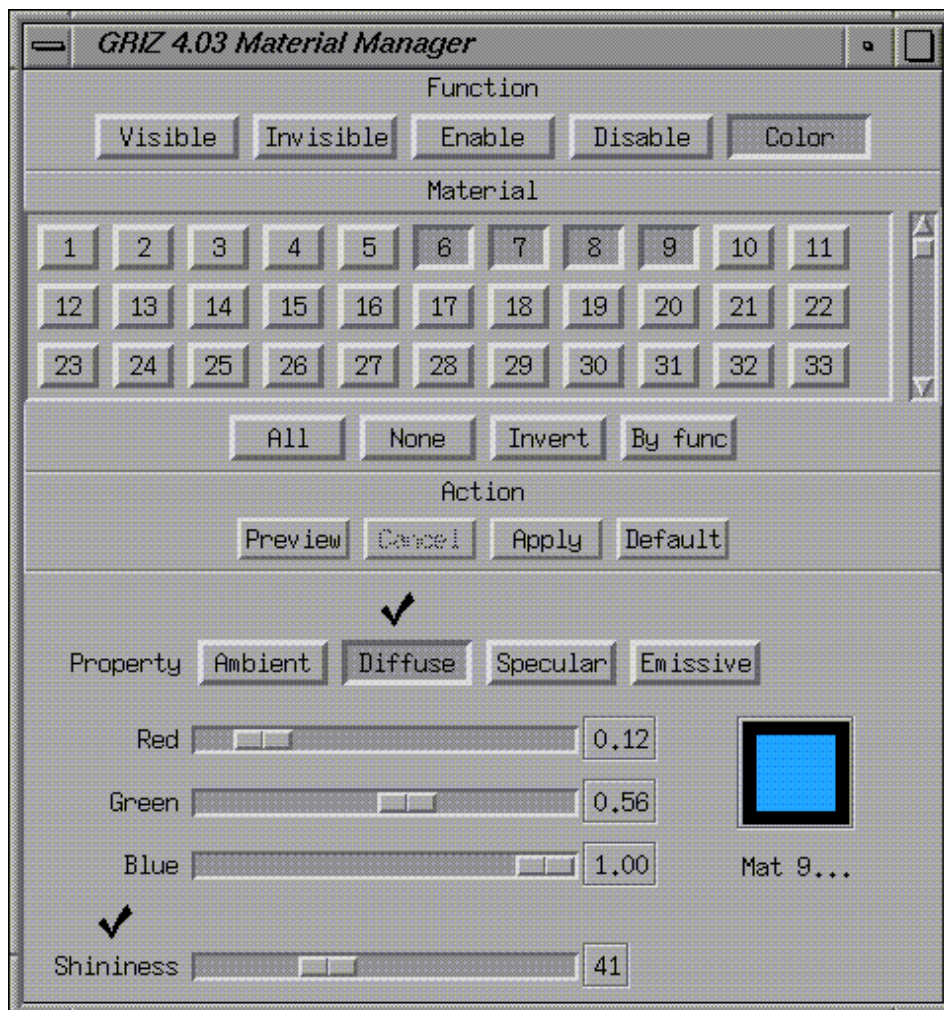 GRIZ 4.03 Material Manager
Function
Visible Invisible Enable Disable Color
Material
1 2 3 4 5 6 7 8 9 10 11
12 13 14 15 16 17 18 19 20 21 22
23 24 25 26 27 28 29 30 31 32 33
All None Invert By func
Action
Preview Cancel Apply Default
Property Ambient Diffuse Specular Emissive
Red 0.12
Green 0.56
Blue 1.00 Mat 9...
Shininess 41